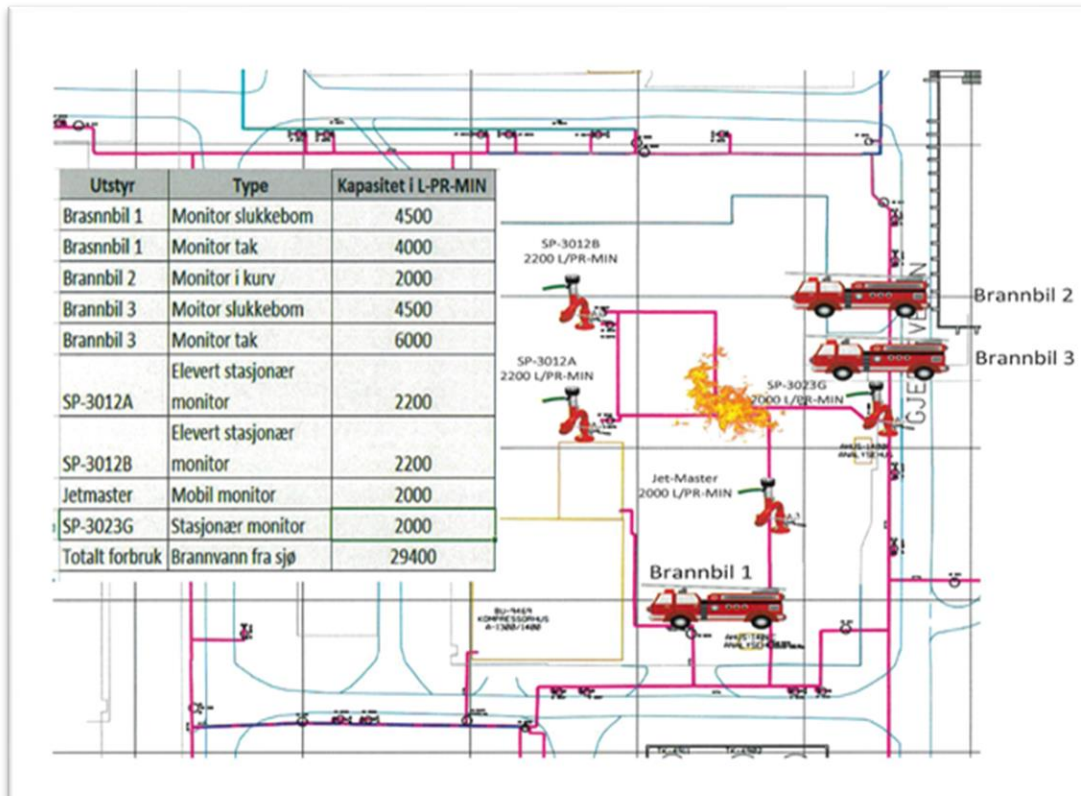 Utstyr Type Kapasitet i L-PR-MIN
Brasnnbil 1 Monitor slukkebom 4500
Brasnnbil 1 Monitor tak 4000
Brannbil 2 Monitor i kurv 2000
Brannbil 3 Moitor slukkebom 4500
Brannbil 3 Monitor tak 6000
Elevert stasjonær
SP-3012A monitor 2200
Elevert stasjonær
SP-3012B monitor 2200
Jetmaster Mobil monitor 2000
SP-3023G Stasjonær monitor 2000
Totalt forbruk Brannvann fra sjø 29400
SP-3012B
2200 L/PR-MIN
Brannbil 2
SP-3012A
2200 L/PR-MIN
Brannbil 3
SP-3023G
2000 L/PR-MIN
Jet-Master
2000 L/PR-MIN
Brannbil 1
BU-9469
KOMPRESSORHUS
A-1300/1400